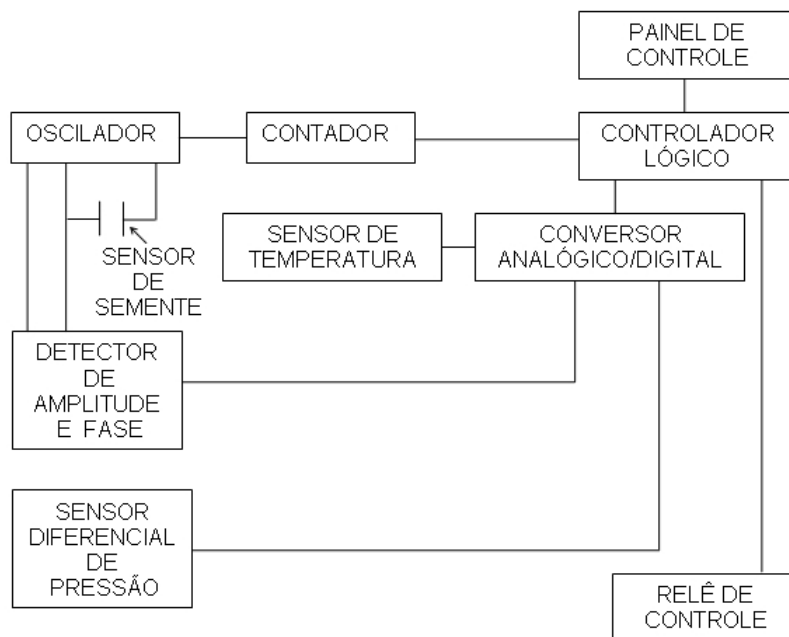 PAINEL DE
CONTROLE
OSCILADOR
CONTADOR
CONTROLADOR
LÓGICO
SENSOR
DE
SEMENTE
SENSOR DE
TEMPERATURA
CONVERSOR
ANALÓGICO/DIGITAL
DETECTOR
DE
AMPLITUDE
E FASE
SENSOR
DIFERENCIAL
DE
PRESSÃO
RELÊ DE
CONTROLE